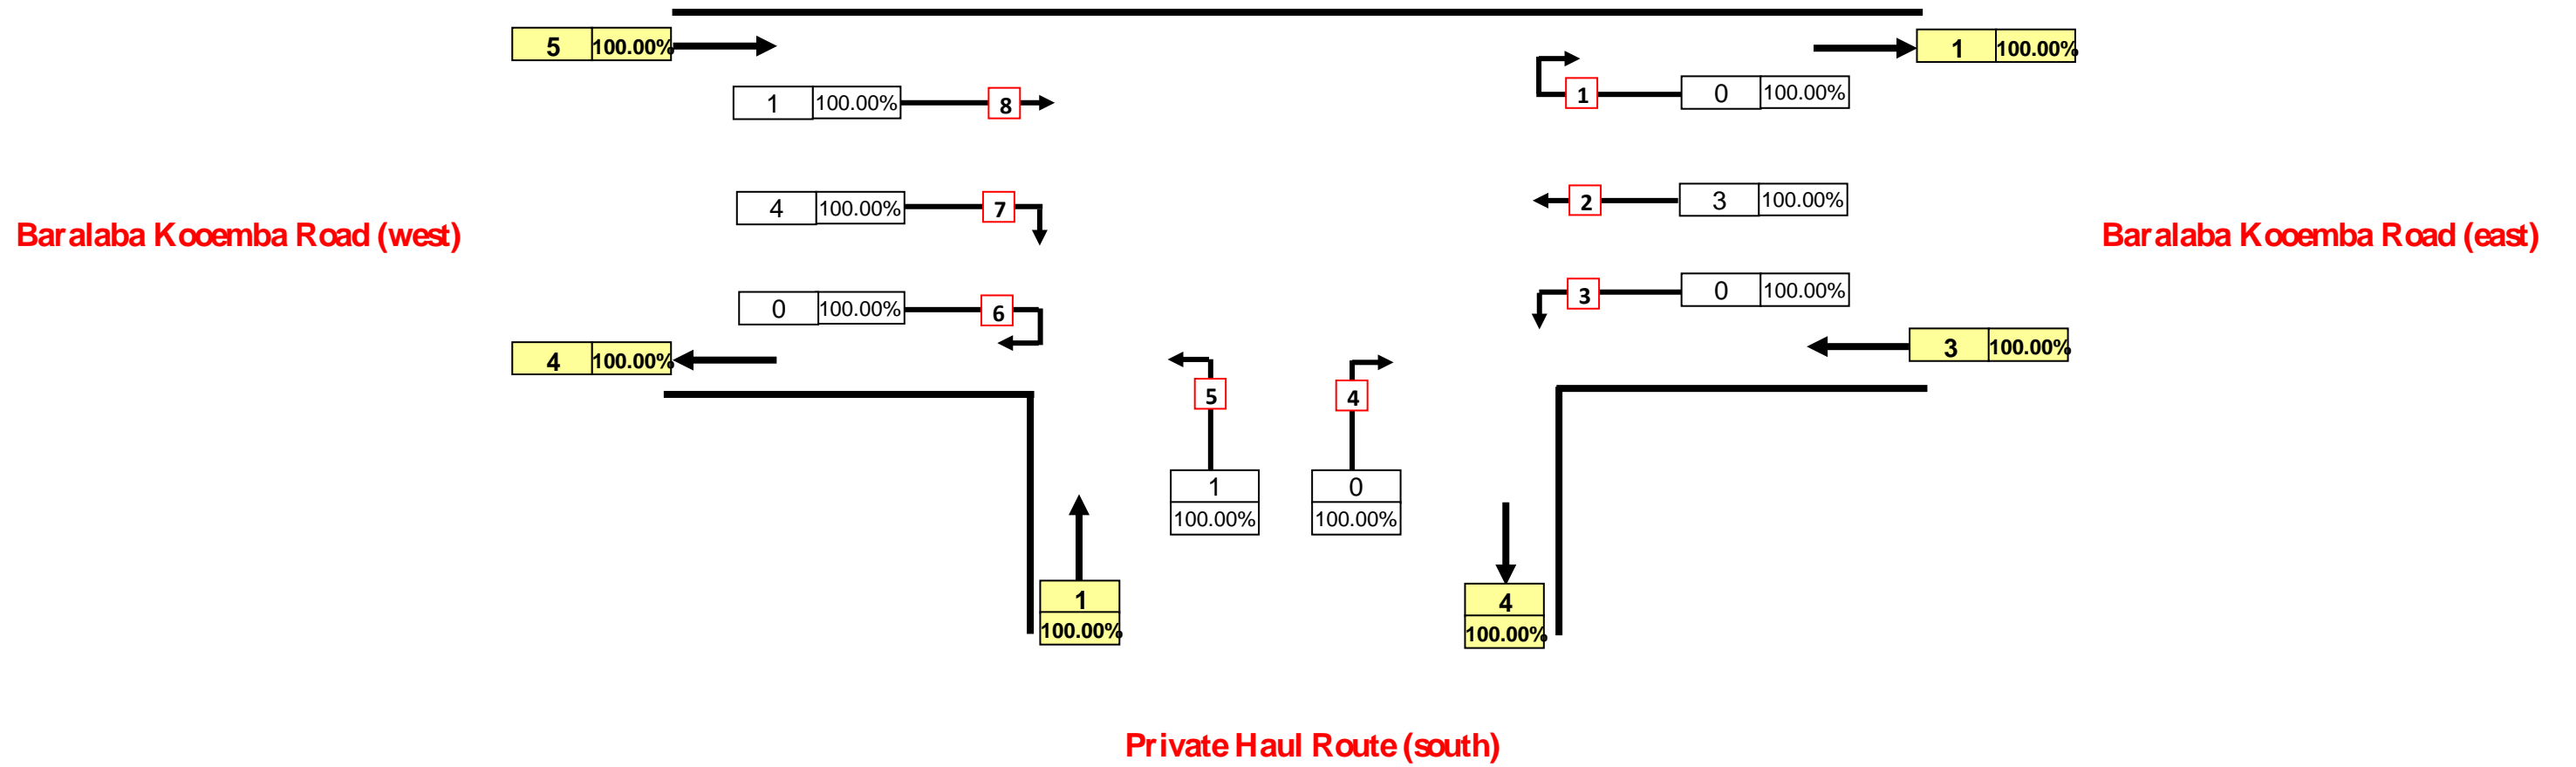 5 100.00%
1 100.00%
1 100.00% 8
1 0 100.00%
4 100.00% 7
2 3 100.00%
Baralaba Kooemba Road (west)
Baralaba Kooemba Road (east)
0 100.00% 6
3 0 100.00%
4 100.00%
3 100.00%
5
4
1
100.00%
0
100.00%
1
100.00%
4
100.00%
Private Haul Route (south)